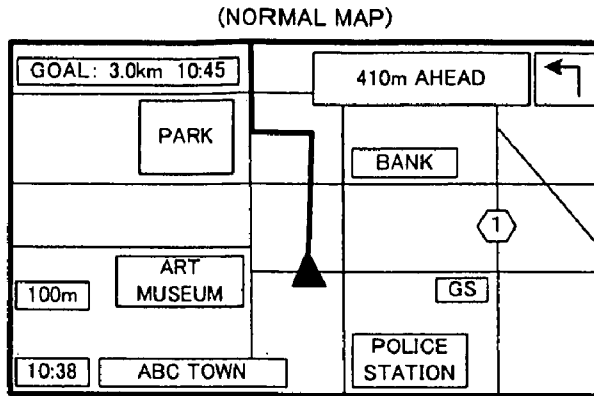 (NORMAL MAP)
GOAL: 3.0km 10:45
410m AHEAD
PARK
BANK
1
ART
MUSEUM
100m
GS
POLICE
STATION
10:38
ABC TOWN